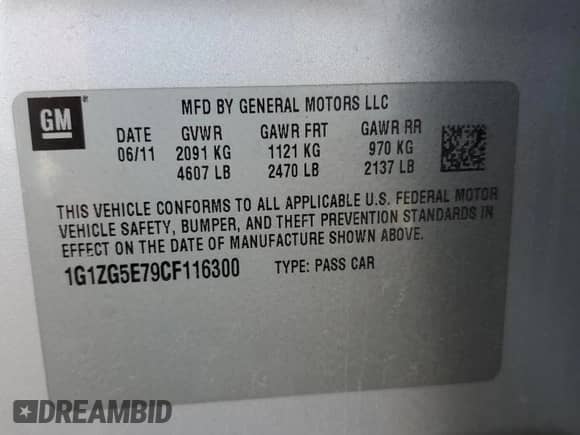 GM
MFD BY GENERAL MOTORS LLC
DATE GVWR GAWR FRT GAWR RR
06/11 2091 KG 1121 KG 970 KG
4607 LB 2470 LB 2137 LB
THIS VEHICLE CONFORMS TO ALL APPLICABLE U.S. FEDERAL MOTOR
VEHICLE SAFETY, BUMPER, AND THEFT PREVENTION STANDARDS IN
EFFECT ON THE DATE OF MANUFACTURE SHOWN ABOVE.
1G1ZG5E79CF116300 TYPE: PASS CAR
DREAMBID